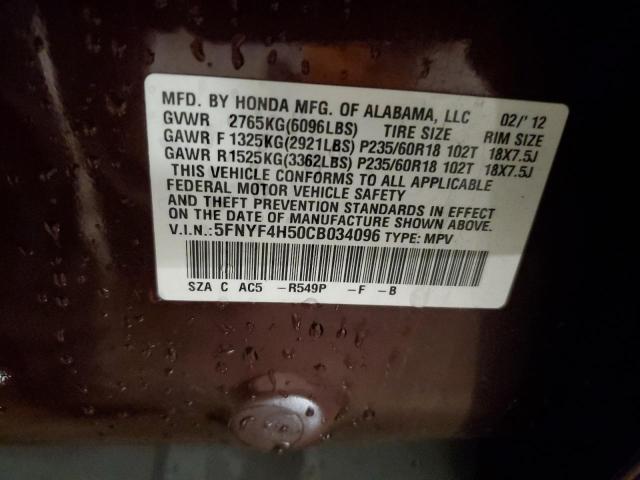 MFD. BY HONDA MFG. OF ALABAMA, LLC 02/'12
GVWR 2765KG(6096LBS) TIRE SIZE RIM SIZE
GAWR F 1325KG(2921LBS) P235/60R18 102T 18X7.5J
GAWR R 1525KG(3362LBS) P235/60R18 102T 18X7.5J
THIS VEHICLE CONFORMS TO ALL APPLICABLE
FEDERAL MOTOR VEHICLE SAFETY
AND THEFT PREVENTION STANDARDS IN EFFECT
ON THE DATE OF MANUFACTURE SHOWN ABOVE.
V.I.N.:5FNYF4H50CB034096 TYPE: MPV
SZA C AC5 -R549P -F -B